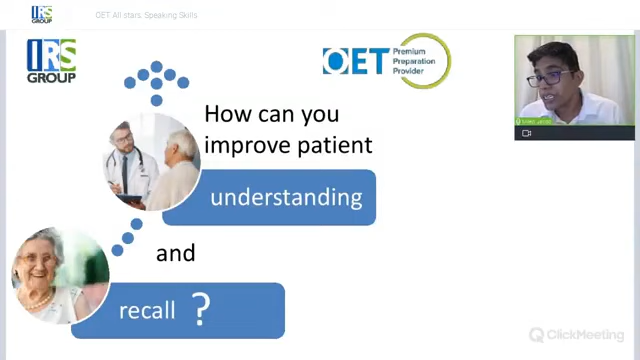 IRS
GROUP
OET All stars. Speaking Skills
IRS
GROUP
OET
Premium
Preparation
Provider
How can you
improve patient
understanding
and
recall ?
ClickMeeting